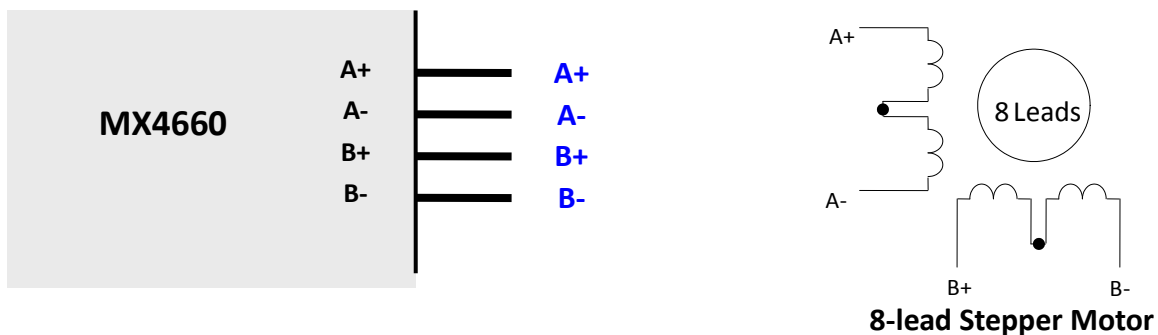 MX4660
A+
A-
B+
B-
A+
A-
B+
B-
A+
A-
8 Leads
B+
B-
8-lead Stepper Motor